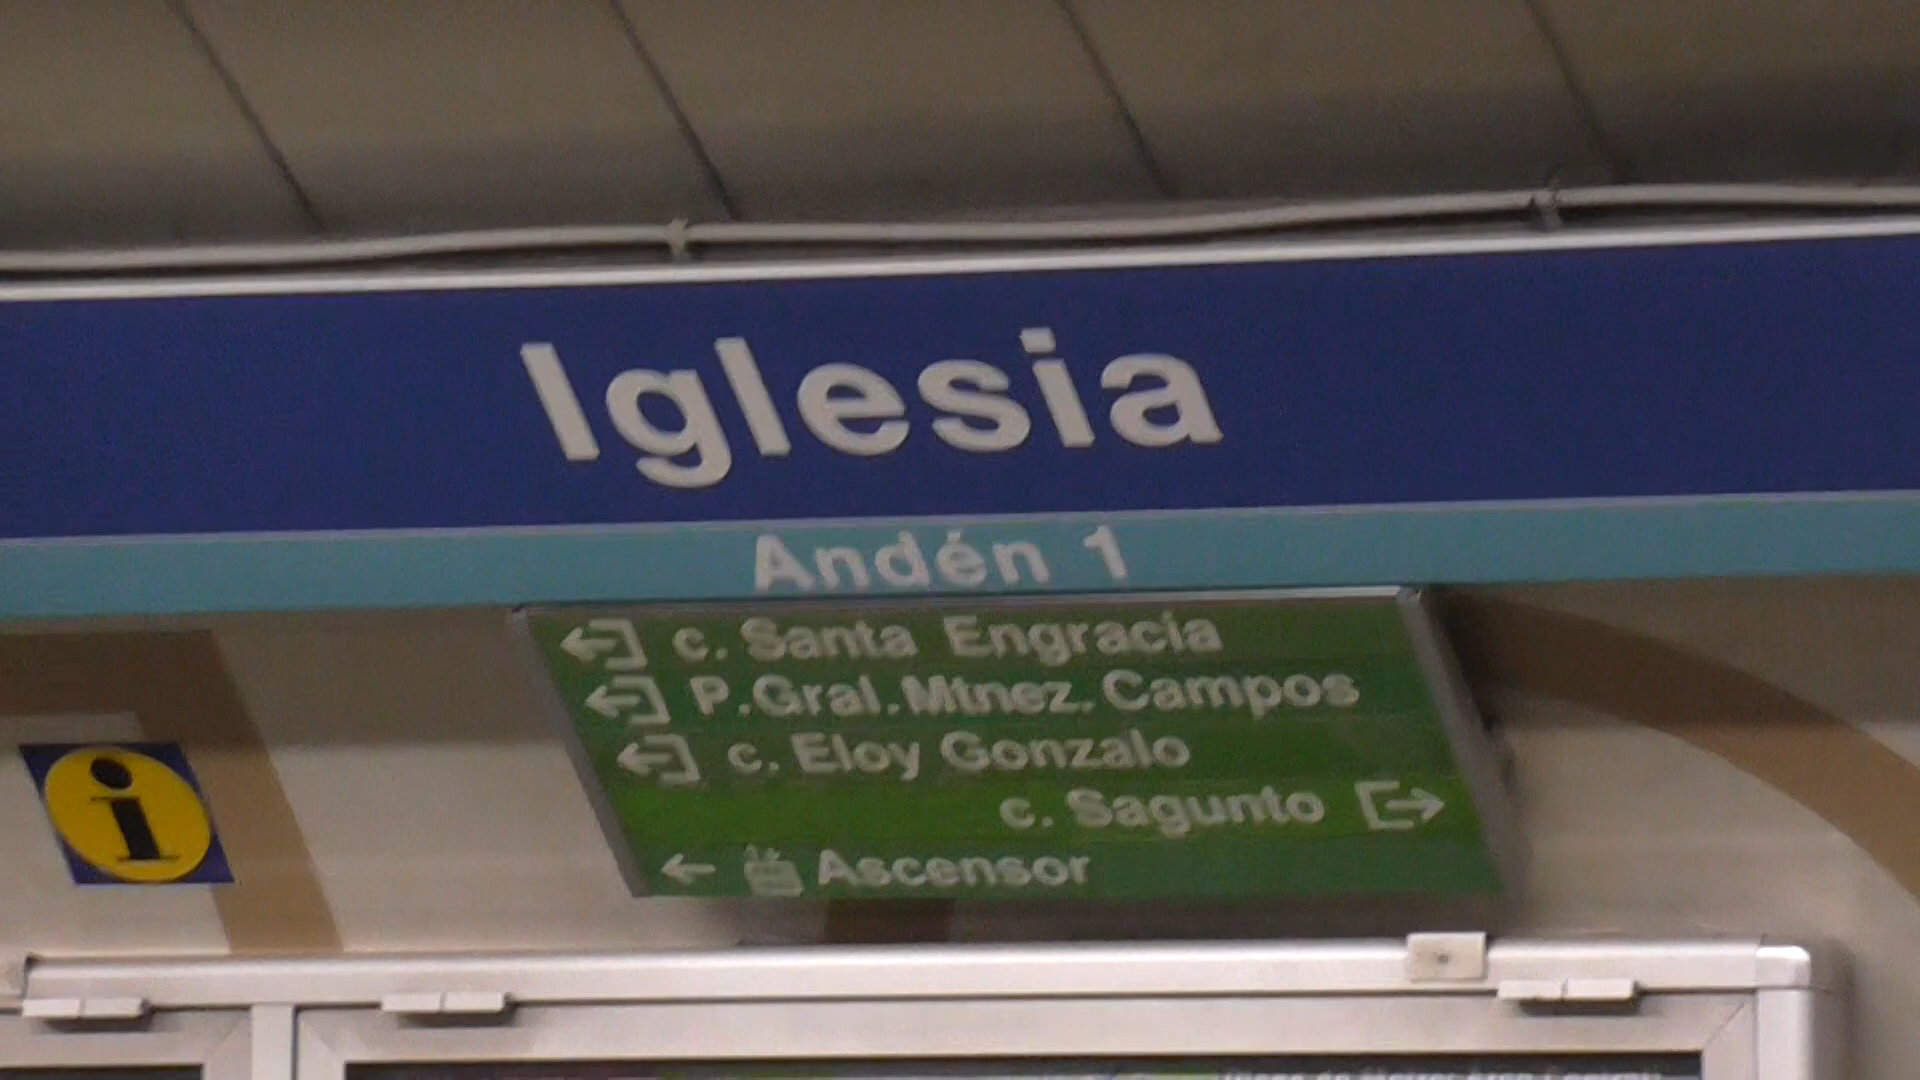 Iglesia
Andén 1
c. Santa Engracia
P.Gral.Mtnez.Campos
c. Eloy Gonzalo
c. Sagunto
Ascensor
i